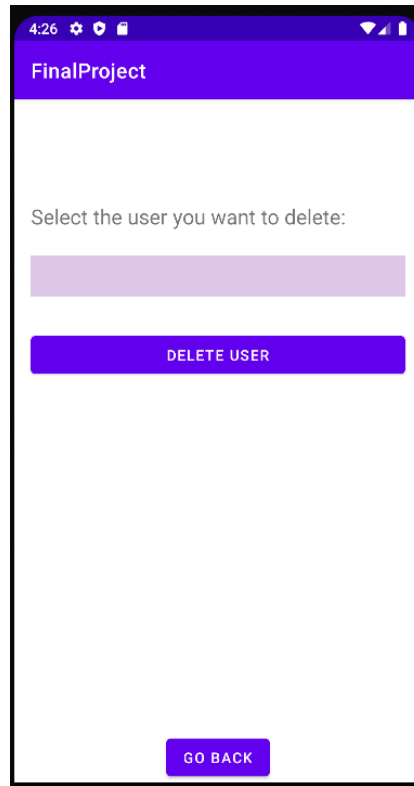 4:26
FinalProject
Select the user you want to delete:
DELETE USER
GO BACK